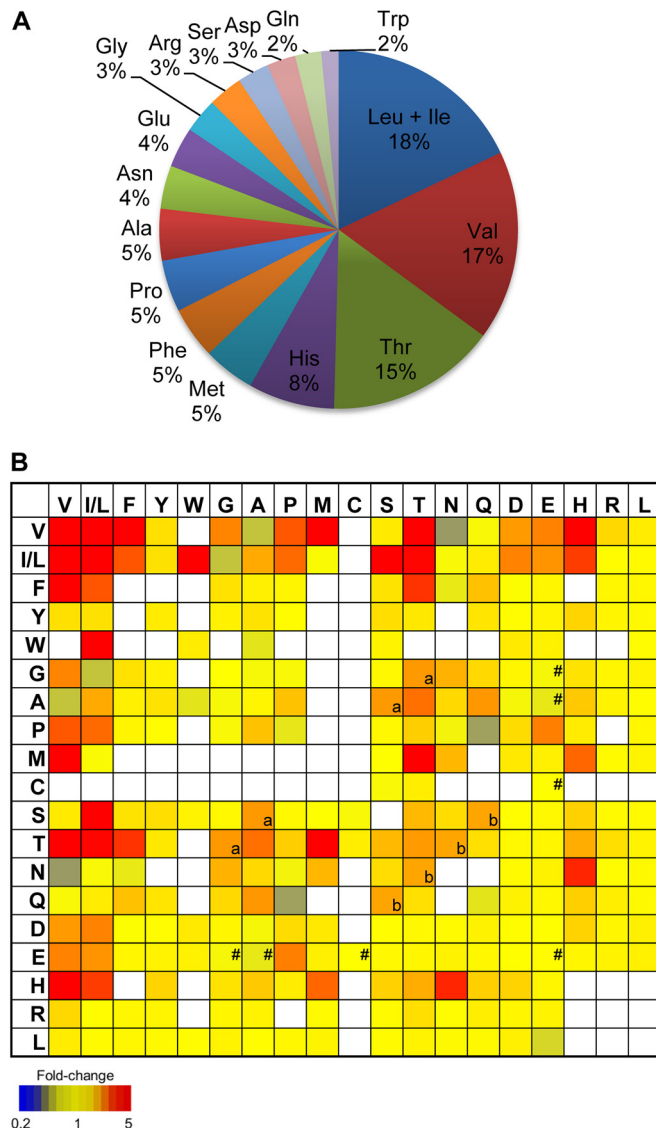 A
Leu + Ile
18%
Val
17%
Thr
15%
His
8%
Met
5%
Phe
5%
Pro
5%
Ala
5%
Asn
4%
Glu
4%
Gly
3%
Arg
3%
Ser
3%
Asp
3%
Gln
2%
Trp
2%
B
V I/L F Y W G A P M C S T N Q D E H R L
V
I/L
F
Y
W
G a #
A a #
P
M
C #
S a b
T a b
N b
Q b
D
E # # # #
H
R
L
Fold-change
0.2 1 5